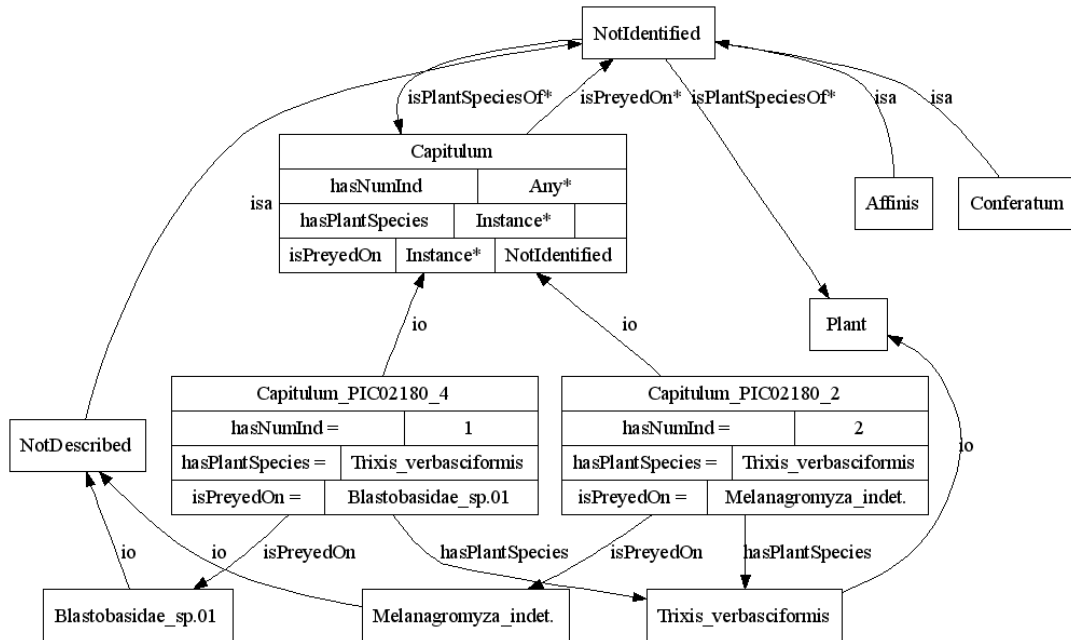 NotIdentified
isPlantSpeciesOf*
isPreyedOn*
isPlantSpeciesOf*
isa
isa
Capitulum
hasNumInd Any*
hasPlantSpecies Instance*
isPreyedOn Instance* NotIdentified
isa
Affinis
Conferatum
Plant
io
io
Capitulum_PIC02180_4
hasNumInd = 1
hasPlantSpecies = Trixis_verbasciformis
isPreyedOn = Blastobasidae_sp.01
Capitulum_PIC02180_2
hasNumInd = 2
hasPlantSpecies = Trixis_verbasciformis
isPreyedOn = Melanagromyza_indet.
NotDescribed
io
io
io
isPreyedOn
hasPlantSpecies
isPreyedOn
hasPlantSpecies
Blastobasidae_sp.01
Melanagromyza_indet.
Trixis_verbasciformis